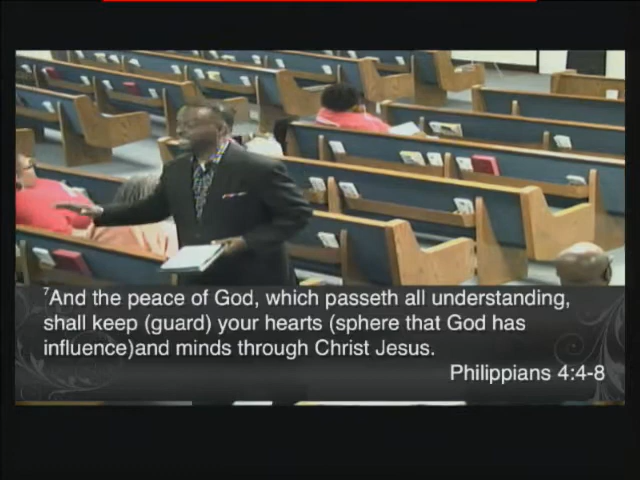 ⁷And the peace of God, which passeth all understanding,
shall keep (guard) your hearts (sphere that God has
influence)and minds through Christ Jesus.
Philippians 4:4-8